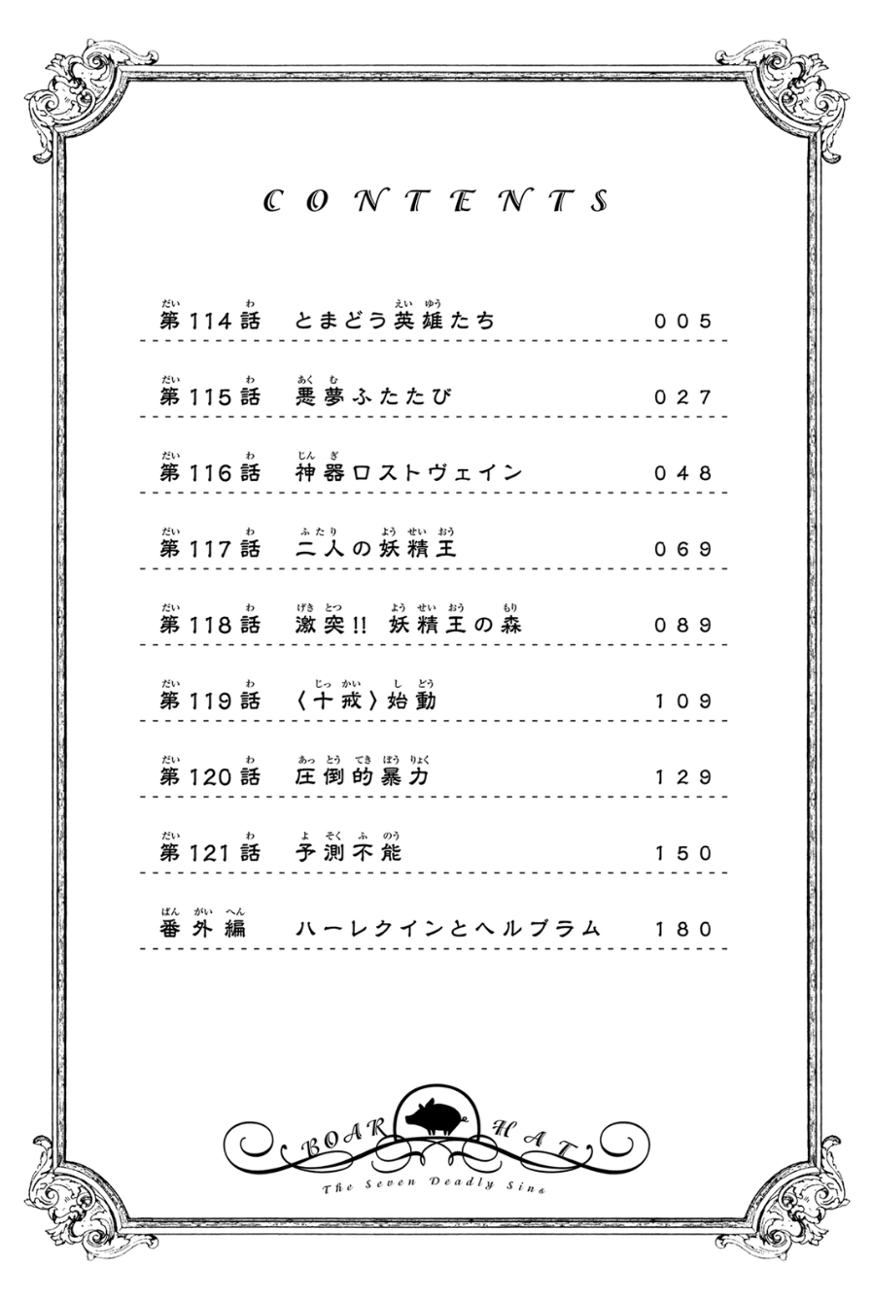 CONTENTS
第114話 とまどう英雄たち 005
第115話 悪夢ふたたび 027
第116話 神器ロストヴェイン 048
第117話 二人の妖精王 069
第118話 激突!! 妖精王の森 089
第119話 〈十戒〉始動 109
第120話 圧倒的暴力 129
第121話 予測不能 150
番外編 ハーレクインとヘルブラム 180
BOAR HAT
The Seven Deadly Sins